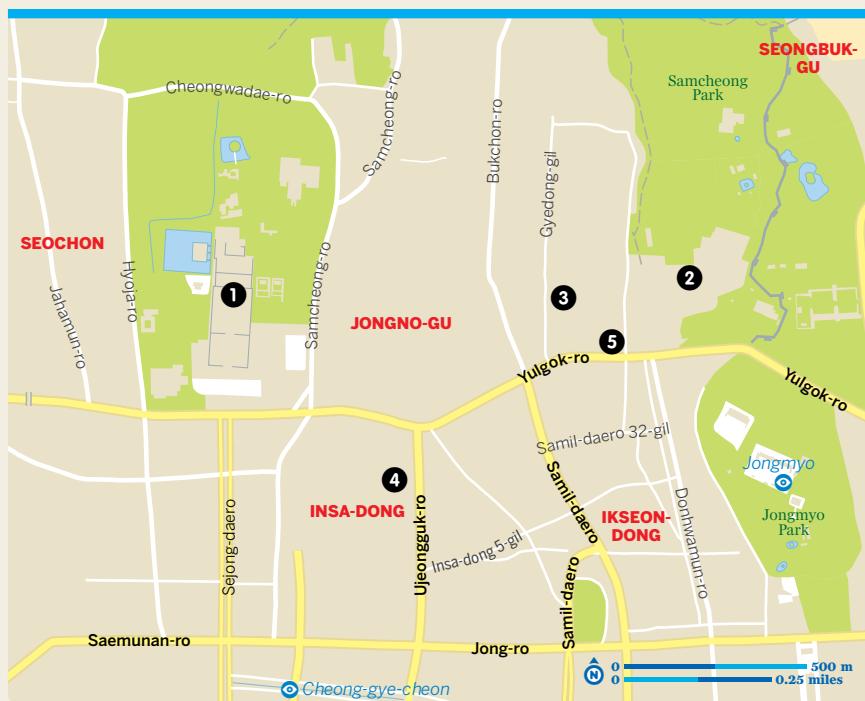 SEONGBUK-
GU
Samcheong
Park
Cheongwadae-ro
Samcheong-ro
Bukchon-ro
Gyedong-gil
SEOCHON
Hyoja-ro
Jahamun-ro
1
2
3
Samcheong-ro
JONGNO-GU
5
Yulgok-ro
Yulgok-ro
Samil-daero 32-gil
Jongmyo
4
INSA-DONG
Ujeongguk-ro
Samil-daero
IKSEON-
DONG
Donhwamun-ro
Jongmyo
Park
Sejong-daero
Insa-dong 5-gil
Samil-daero
Saemunan-ro
Jong-ro
N
0 500 m
0 0.25 miles
Cheong-gye-cheon